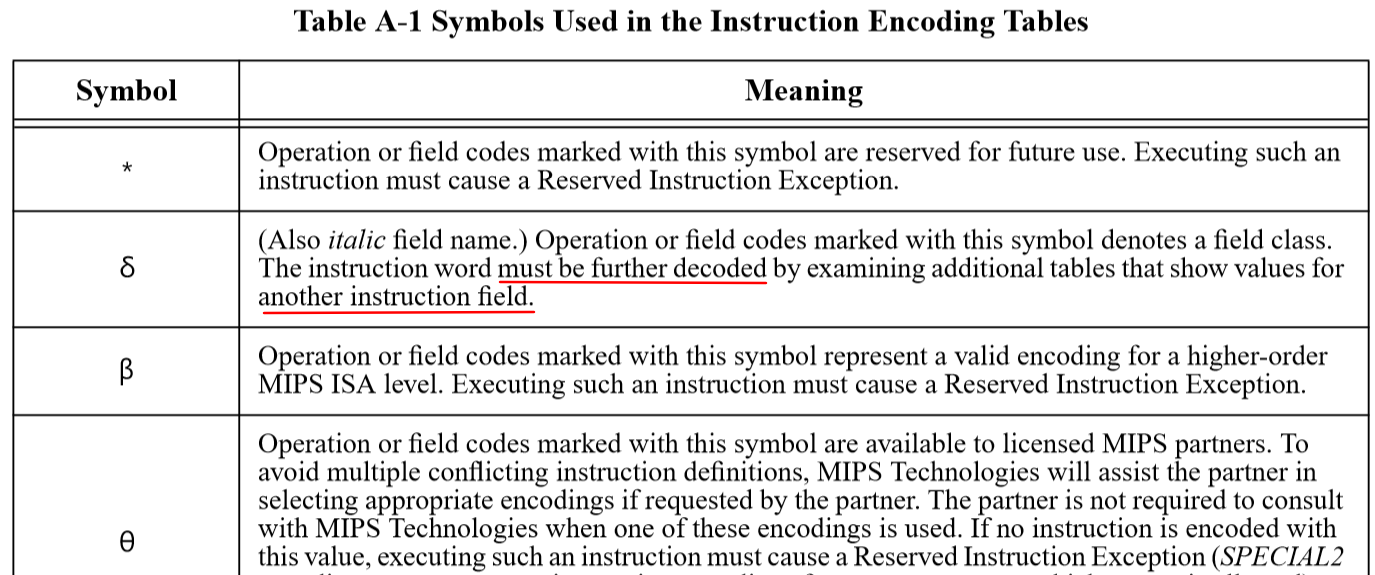 Table A-1 Symbols Used in the Instruction Encoding Tables
Symbol Meaning
*
Operation or field codes marked with this symbol are reserved for future use. Executing such an
instruction must cause a Reserved Instruction Exception.
δ
(Also italic field name.) Operation or field codes marked with this symbol denotes a field class.
The instruction word must be further decoded by examining additional tables that show values for
another instruction field.
β
Operation or field codes marked with this symbol represent a valid encoding for a higher-order
MIPS ISA level. Executing such an instruction must cause a Reserved Instruction Exception.
θ
Operation or field codes marked with this symbol are available to licensed MIPS partners. To
avoid multiple conflicting instruction definitions, MIPS Technologies will assist the partner in
selecting appropriate encodings if requested by the partner. The partner is not required to consult
with MIPS Technologies when one of these encodings is used. If no instruction is encoded with
this value, executing such an instruction must cause a Reserved Instruction Exception (SPECIAL2